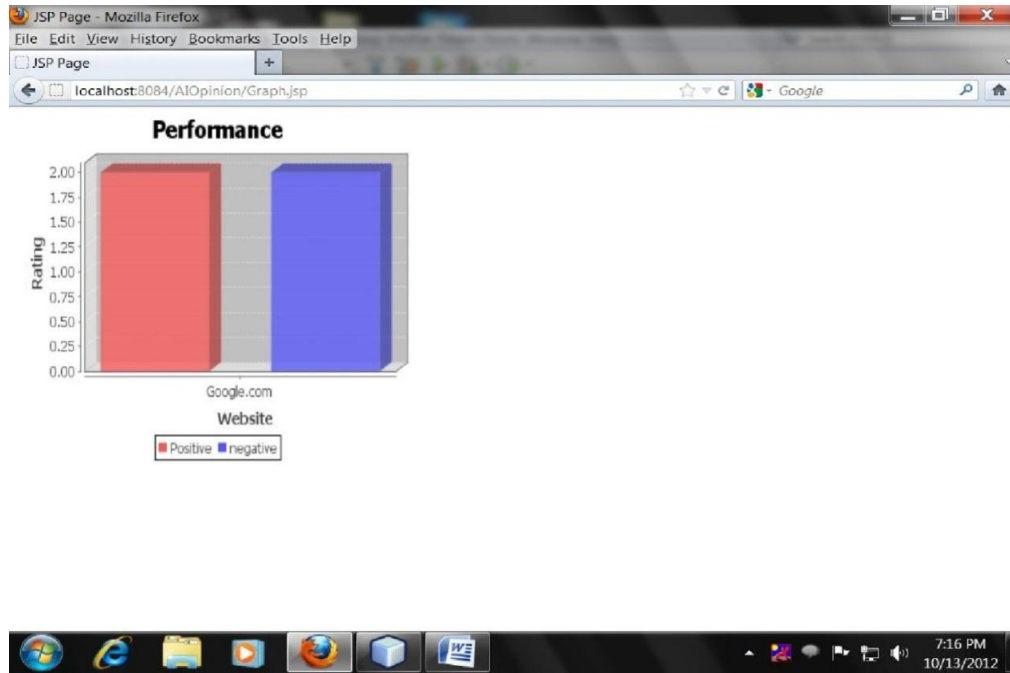 JSP Page - Mozilla Firefox
File Edit View History Bookmarks Tools Help
JSP Page
localhost:8084/AIOpinion/Graph.jsp
Google
Performance
2.00
1.75
1.50
1.25
1.00
0.75
0.50
0.25
0.00
Rating
Google.com
Website
Positive negative
7:16 PM
10/13/2012